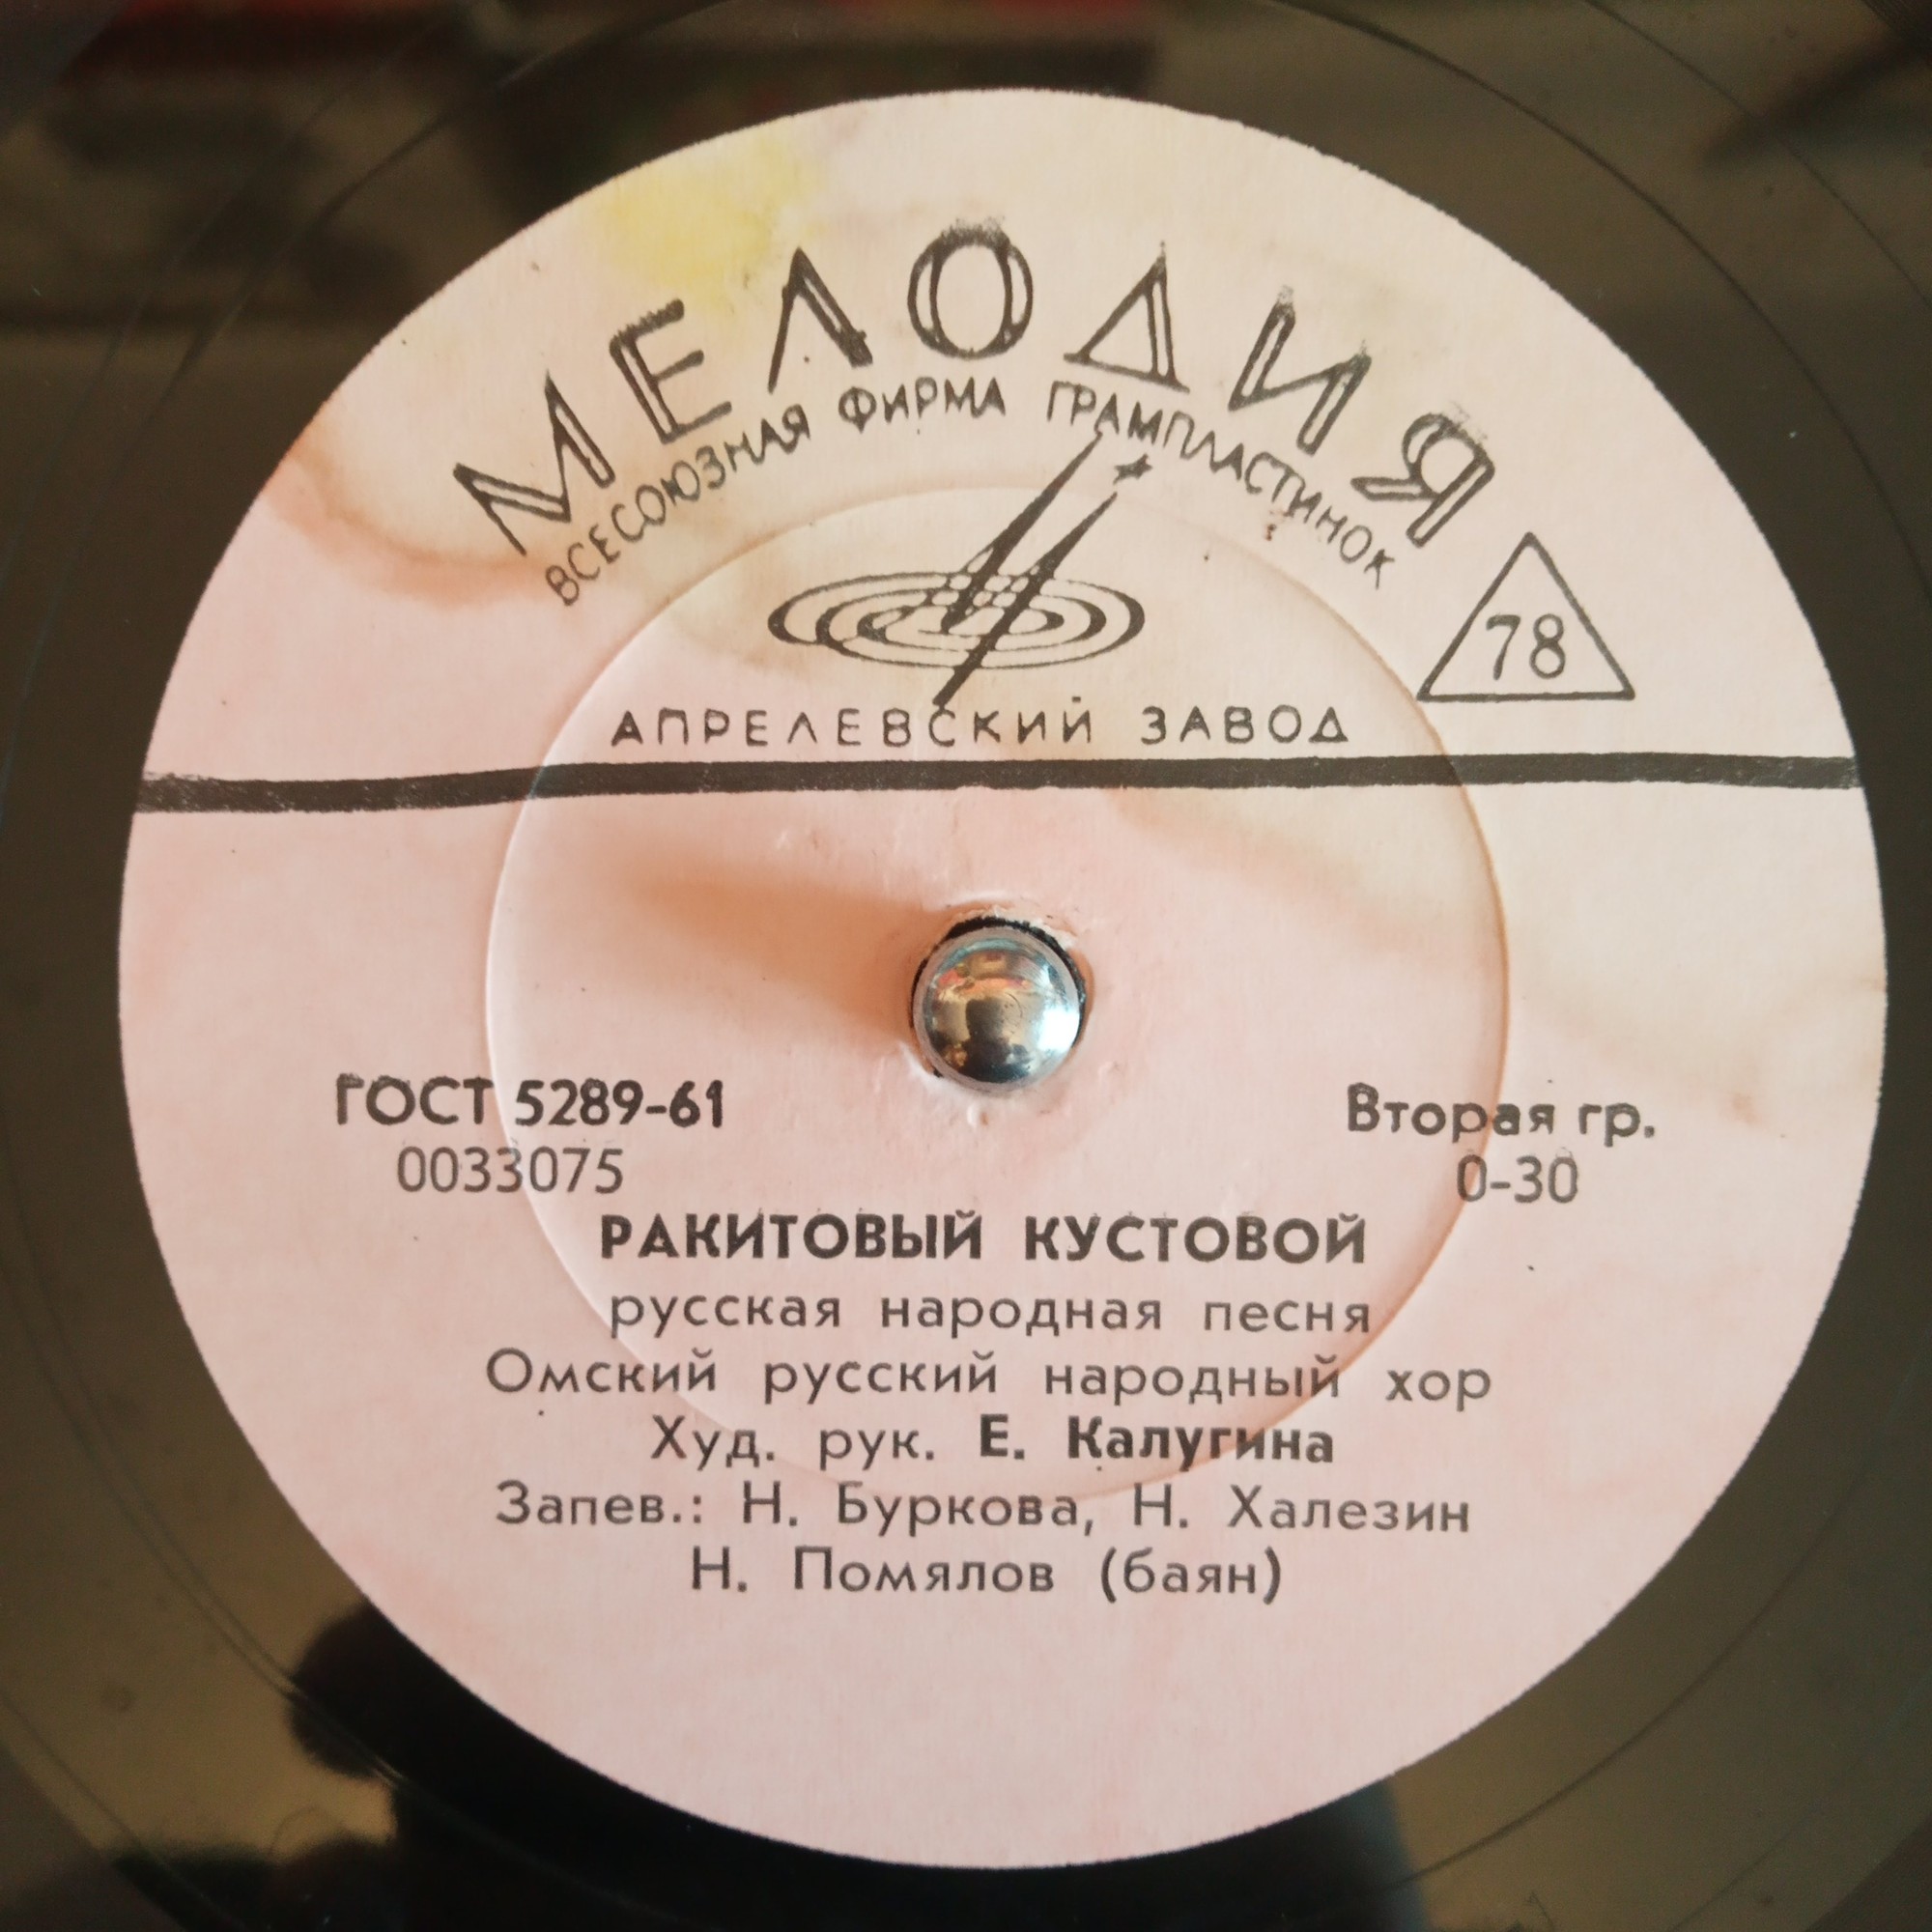 МЕЛОДИЯ
ВСЕСОЮЗНАЯ ФИРМА ГРАМПЛАСТИНОК
78
АПРЕЛЕВСКИЙ ЗАВОД
ГОСТ 5289-61
Вторая гр.
0033075
0-30
РАКИТОВЫЙ КУСТОВОЙ
русская народная песня
Омский русский народный хор
Худ. рук. Е. Калугина
Запев.: Н. Буркова, Н. Халезин
Н. Помялов (баян)